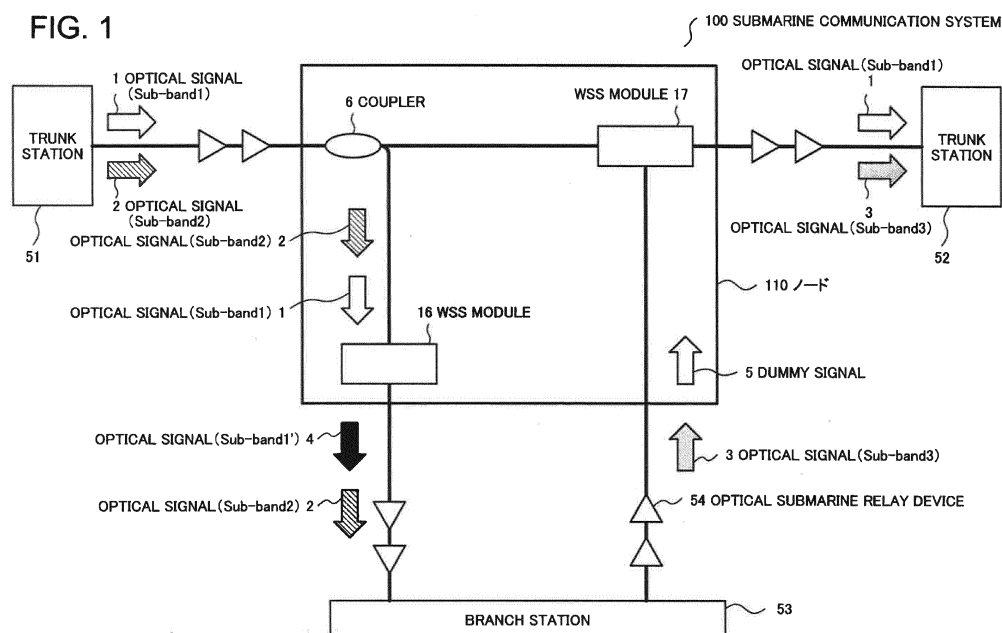 FIG. 1
100 SUBMARINE COMMUNICATION SYSTEM
1 OPTICAL SIGNAL
(Sub-band1)
TRUNK
STATION
2 OPTICAL SIGNAL
(Sub-band2)
51
6 COUPLER
WSS MODULE 17
OPTICAL SIGNAL(Sub-band1)
1
TRUNK
STATION
3
OPTICAL SIGNAL(Sub-band3)
52
OPTICAL SIGNAL(Sub-band2) 2
OPTICAL SIGNAL(Sub-band1) 1
16 WSS MODULE
110 ノード
5 DUMMY SIGNAL
OPTICAL SIGNAL(Sub-band1') 4
3 OPTICAL SIGNAL(Sub-band3)
OPTICAL SIGNAL(Sub-band2) 2
54 OPTICAL SUBMARINE RELAY DEVICE
BRANCH STATION
53